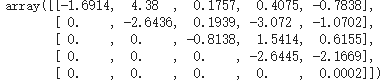 array([[-1.6914, 4.38  , 0.1757, 0.4075, -0.7838],
[ 0.    , -2.6436, 0.1939, -3.072 , -1.0702],
[ 0.    , 0.    , -0.8138, 1.5414, 0.6155],
[ 0.    , 0.    , 0.    , -2.6445, -2.1669],
[ 0.    , 0.    , 0.    , 0.    , 0.0002]])